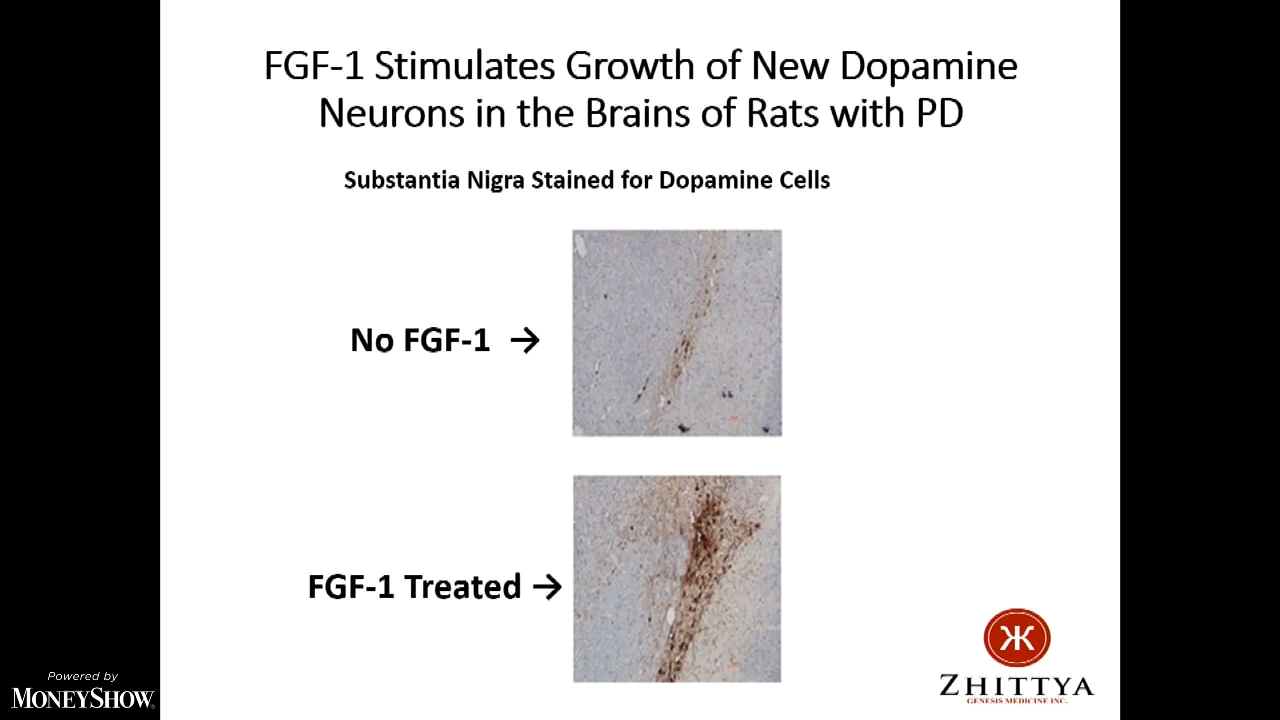 FGF-1 Stimulates Growth of New Dopamine
Neurons in the Brains of Rats with PD
Substantia Nigra Stained for Dopamine Cells
No FGF-1 →
FGF-1 Treated →
Ж
ZHITTYA
GENESIS MEDICINE INC.
Powered by
MONEYSHOW